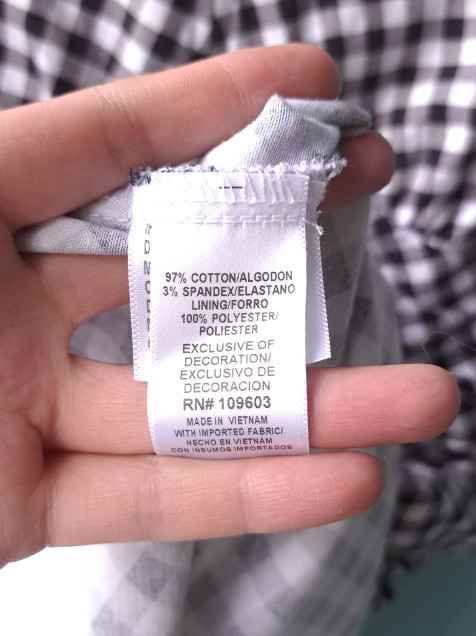 97% COTTON/ALGODON
3% SPANDEX/ELASTANO
LINING/FORRO
100% POLYESTER/
POLIESTER
EXCLUSIVE OF
DECORATION/
EXCLUSIVO DE
DECORACION
RN# 109603
MADE IN VIETNAM
WITH IMPORTED FABRIC/
HECHO EN VIETNAM
CON INSUMOS IMPORTADOS